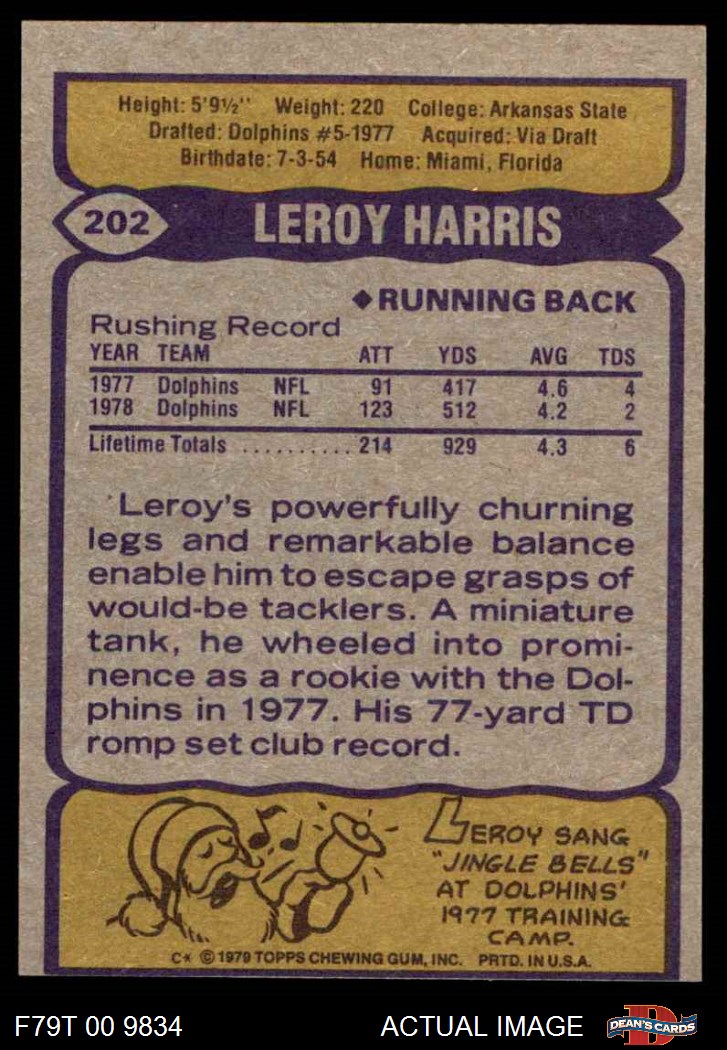 Height: 5'9½" Weight: 220 College: Arkansas State
Drafted: Dolphins #5-1977 Acquired: Via Draft
Birthdate: 7-3-54 Home: Miami, Florida
202 LEROY HARRIS
◆RUNNING BACK
Rushing Record
YEAR TEAM ATT YDS AVG TDS
1977 Dolphins NFL 91 417 4.6 4
1978 Dolphins NFL 123 512 4.2 2
Lifetime Totals .......... 214 929 4.3 6
Leroy's powerfully churning
legs and remarkable balance
enable him to escape grasps of
would-be tacklers. A miniature
tank, he wheeled into promi-
nence as a rookie with the Dol-
phins in 1977. His 77-yard TD
romp set club record.
LEROY SANG
"JINGLE BELLS"
AT DOLPHINS'
1977 TRAINING
CAMP.
C* © 1979 TOPPS CHEWING GUM, INC. PRTD. IN U.S.A.
F79T 00 9834 ACTUAL IMAGE D DEAN'S CARDS